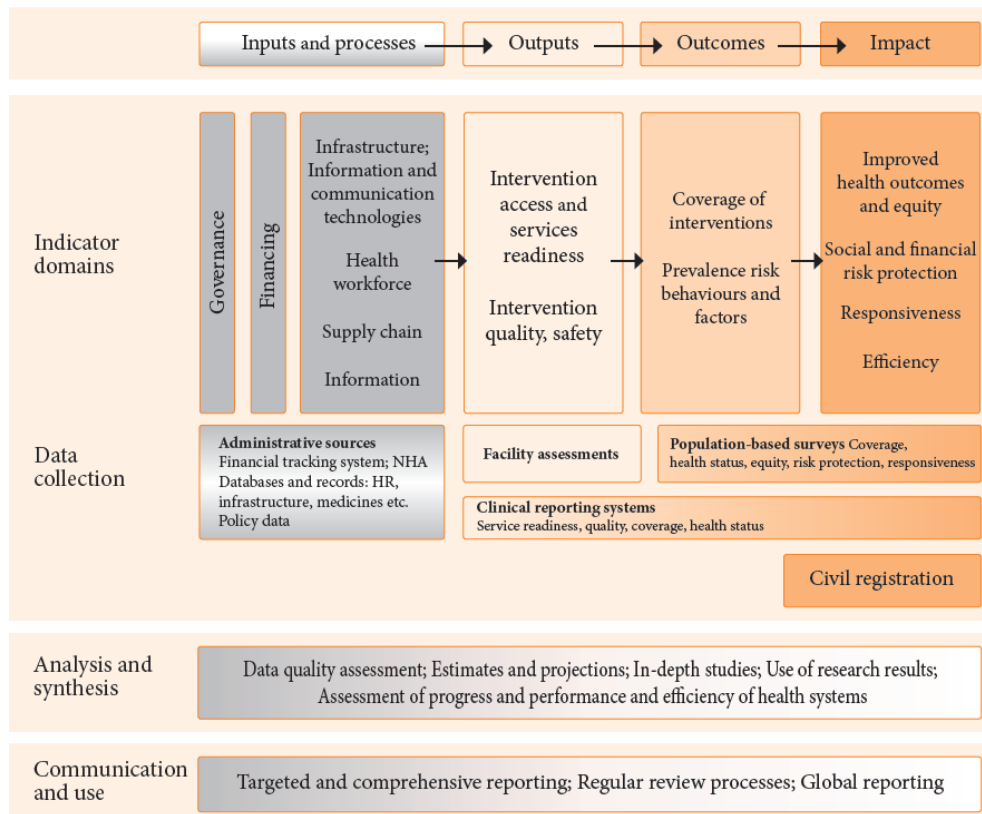 Inputs and processes
Outputs
Outcomes
Impact
Indicator
domains
Governance
Financing
Infrastructure;
Information and
communication
technologies
Health
workforce
Supply chain
Information
Intervention
access and
services
readiness
Intervention
quality, safety
Coverage of
interventions
Prevalence risk
behaviours and
factors
Improved
health outcomes
and equity
Social and financial
risk protection
Responsiveness
Efficiency
Data
collection
Administrative sources
Financial tracking system; NHA
Databases and records: HR,
infrastructure, medicines etc.
Policy data
Facility assessments
Population-based surveys Coverage,
health status, equity, risk protection, responsiveness
Clinical reporting systems
Service readiness, quality, coverage, health status
Civil registration
Analysis and
synthesis
Data quality assessment; Estimates and projections; In-depth studies; Use of research results;
Assessment of progress and performance and efficiency of health systems
Communication
and use
Targeted and comprehensive reporting; Regular review processes; Global reporting